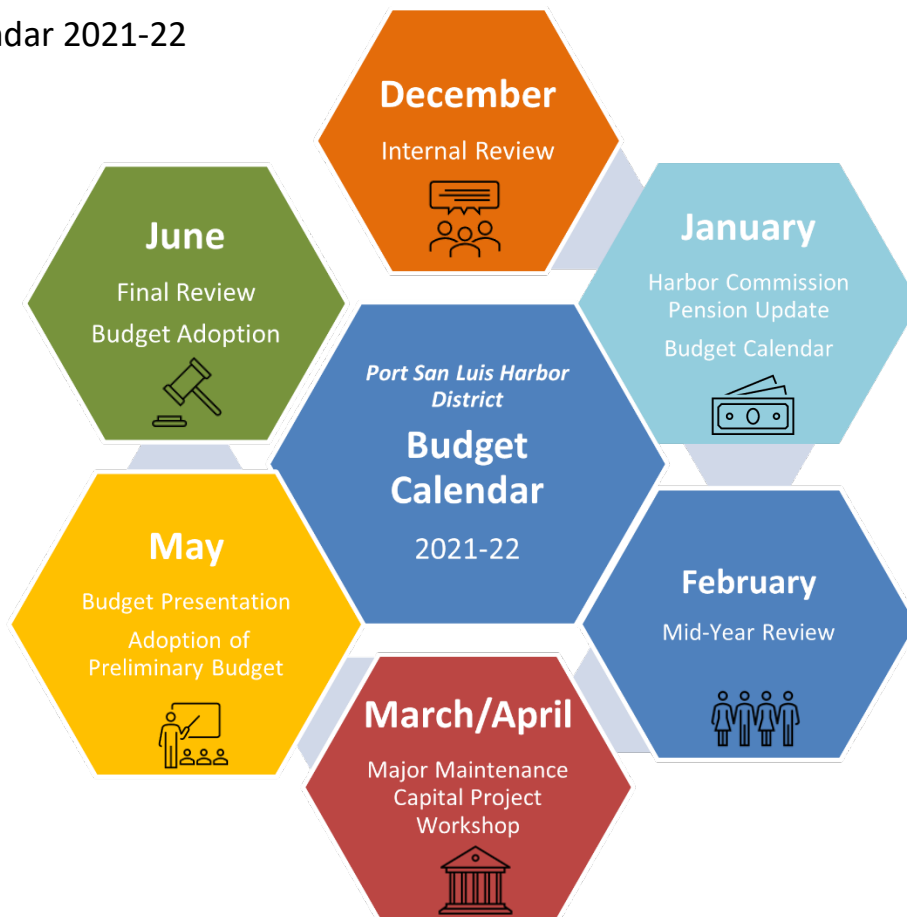 2021-22
December
Internal Review
January
Harbor Commission
Pension Update
Budget Calendar
February
Mid-Year Review
March/April
Major Maintenance
Capital Project
Workshop
May
Budget Presentation
Adoption of
Preliminary Budget
June
Final Review
Budget Adoption
Port San Luis Harbor
District
Budget
Calendar
2021-22